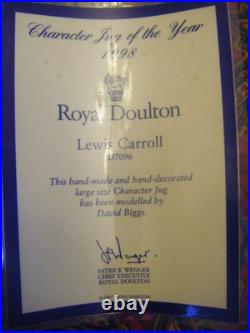 Character Jug of the Year
1998
Royal Doulton
Lewis Carroll
D7096
This hand-made and hand-decorated
large size Character Jug
has been modelled by
David Biggs.
PATRICK WENGER
CHIEF EXECUTIVE
ROYAL DOULTON